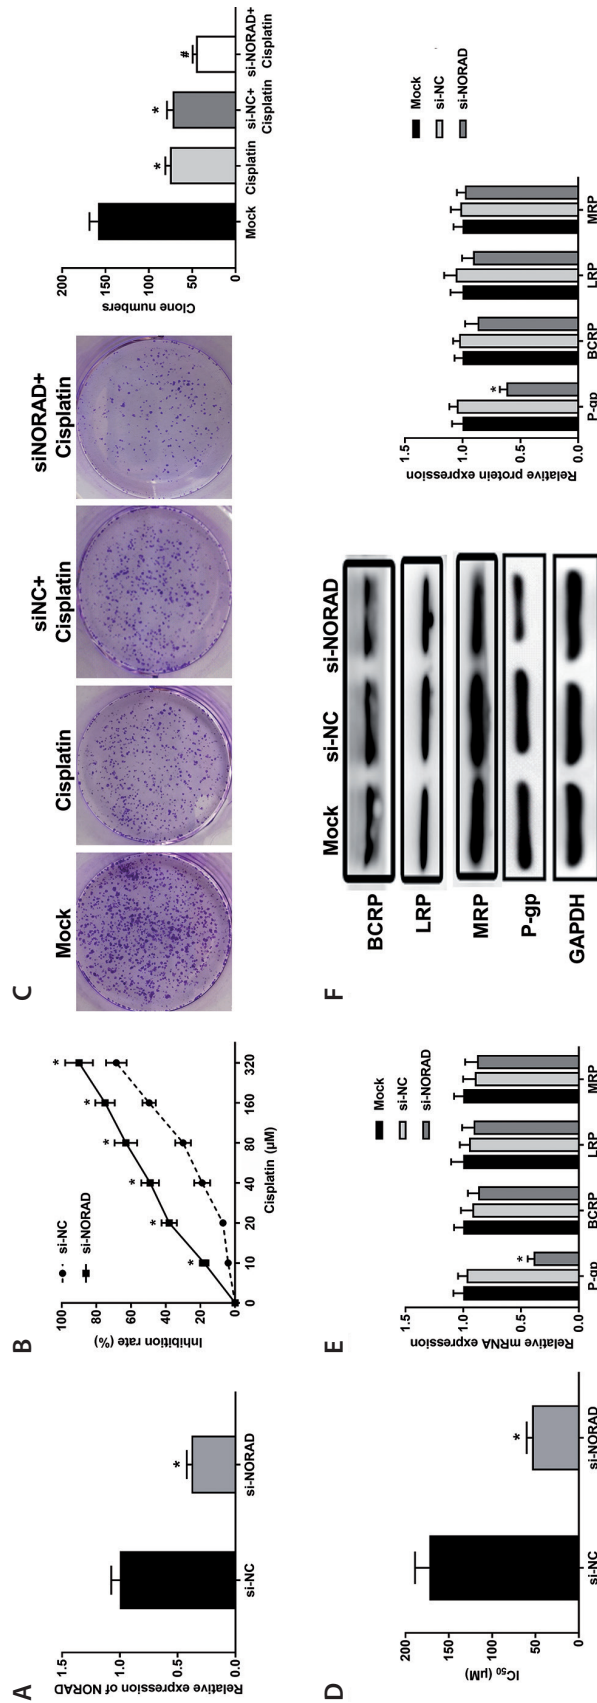 A
Relative expression of NORAD
1.5
1.0
0.5
0.0
*
si-NC
si-NORAD
B
Inhibition rate (%)
100
80
60
40
20
0
si-NC
si-NORAD
* * * * * *
0 10 20 40 80 160 320
Cisplatin (μM)
C
Mock
Cisplatin
siNC+
Cisplatin
siNORAD+
Cisplatin
Clone numbers
200
150
100
50
0
* * #
Mock
Cisplatin
si-NC+
Cisplatin
si-NORAD+
Cisplatin
D
IC50 (μM)
200
150
100
50
0
*
si-NC
si-NORAD
E
Relative mRNA expression
1.5
1.0
0.5
0.0
Mock
si-NC
si-NORAD
*
P-gp
BCRP
LRP
MRP
F
Mock
si-NC
si-NORAD
BCRP
LRP
MRP
P-gp
GAPDH
Relative protein expression
1.5
1.0
0.5
0.0
*
P-gp
BCRP
LRP
MRP
Mock
si-NC
si-NORAD